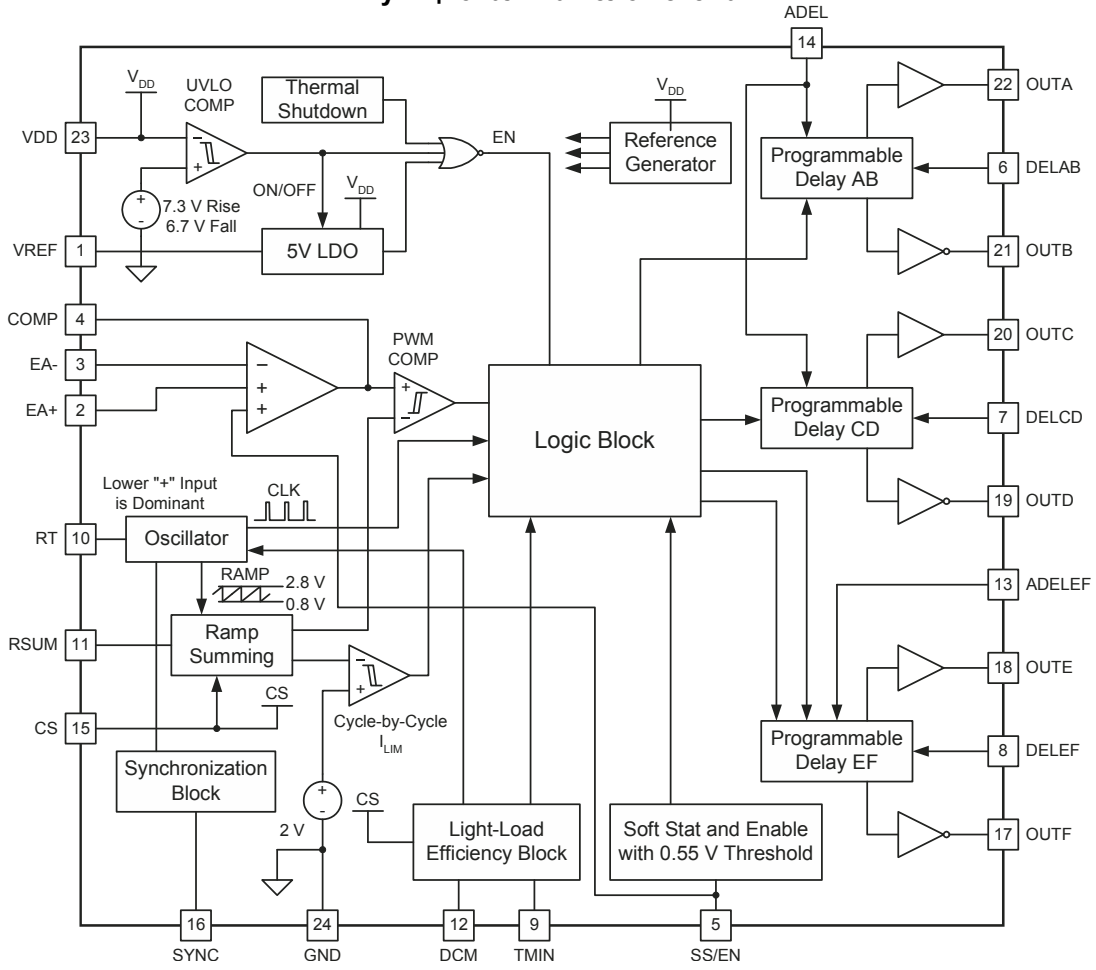 ADEL
14
V_DD
UVLO
COMP
Thermal
Shutdown
VDD
23
7.3 V Rise
6.7 V Fall
ON/OFF
V_DD
VREF
1
5V LDO
EN
V_DD
Reference
Generator
Programmable
Delay AB
22
OUTA
6
DELAB
21
OUTB
COMP
4
EA-
3
EA+
2
PWM
COMP
Logic Block
20
OUTC
Programmable
Delay CD
7
DELCD
19
OUTD
Lower "+" Input
is Dominant
CLK
RT
10
Oscillator
RAMP
2.8 V
0.8 V
RSUM
11
Ramp
Summing
CS
CS
15
Cycle-by-Cycle
I_LIM
Synchronization
Block
2 V
CS
Light-Load
Efficiency Block
Soft Stat and Enable
with 0.55 V Threshold
13
ADELEF
18
OUTE
Programmable
Delay EF
8
DELEF
17
OUTF
16
SYNC
24
GND
12
DCM
9
TMIN
5
SS/EN